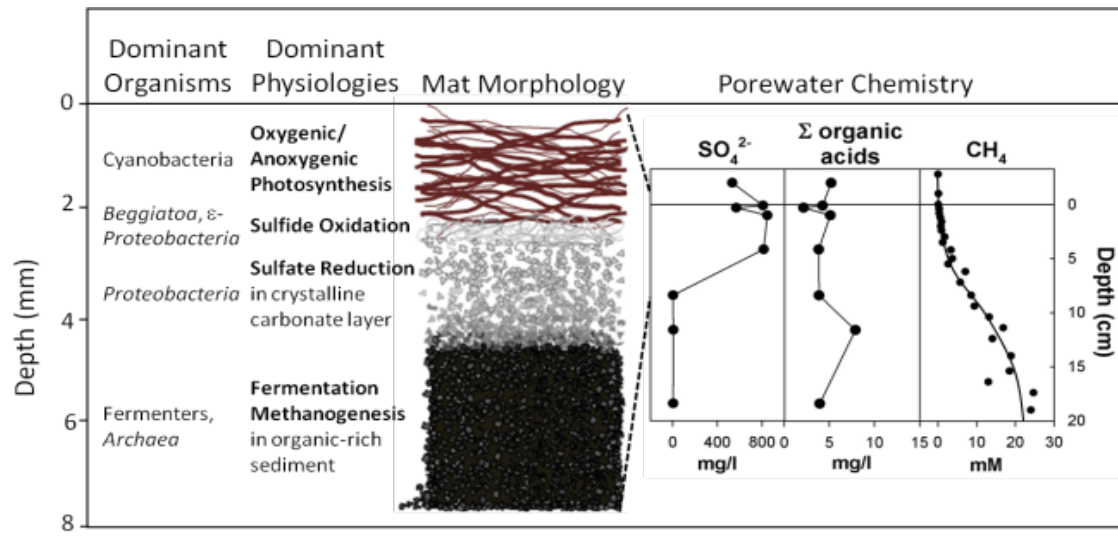 Dominant Organisms
Dominant Physiologies
Mat Morphology
Porewater Chemistry
Depth (mm)
0
2
4
6
8
Cyanobacteria
Oxygenic/
Anoxygenic
Photosynthesis
Beggiatoa, ε-
Proteobacteria
Sulfide Oxidation
Proteobacteria
Sulfate Reduction
in crystalline
carbonate layer
Fermenters,
Archaea
Fermentation
Methanogenesis
in organic-rich
sediment
SO₄²⁻
Σ organic
acids
CH₄
0
400
800
mg/l
0
5
10
15
mg/l
0
10
20
30
mM
0
5
10
15
20
Depth (cm)